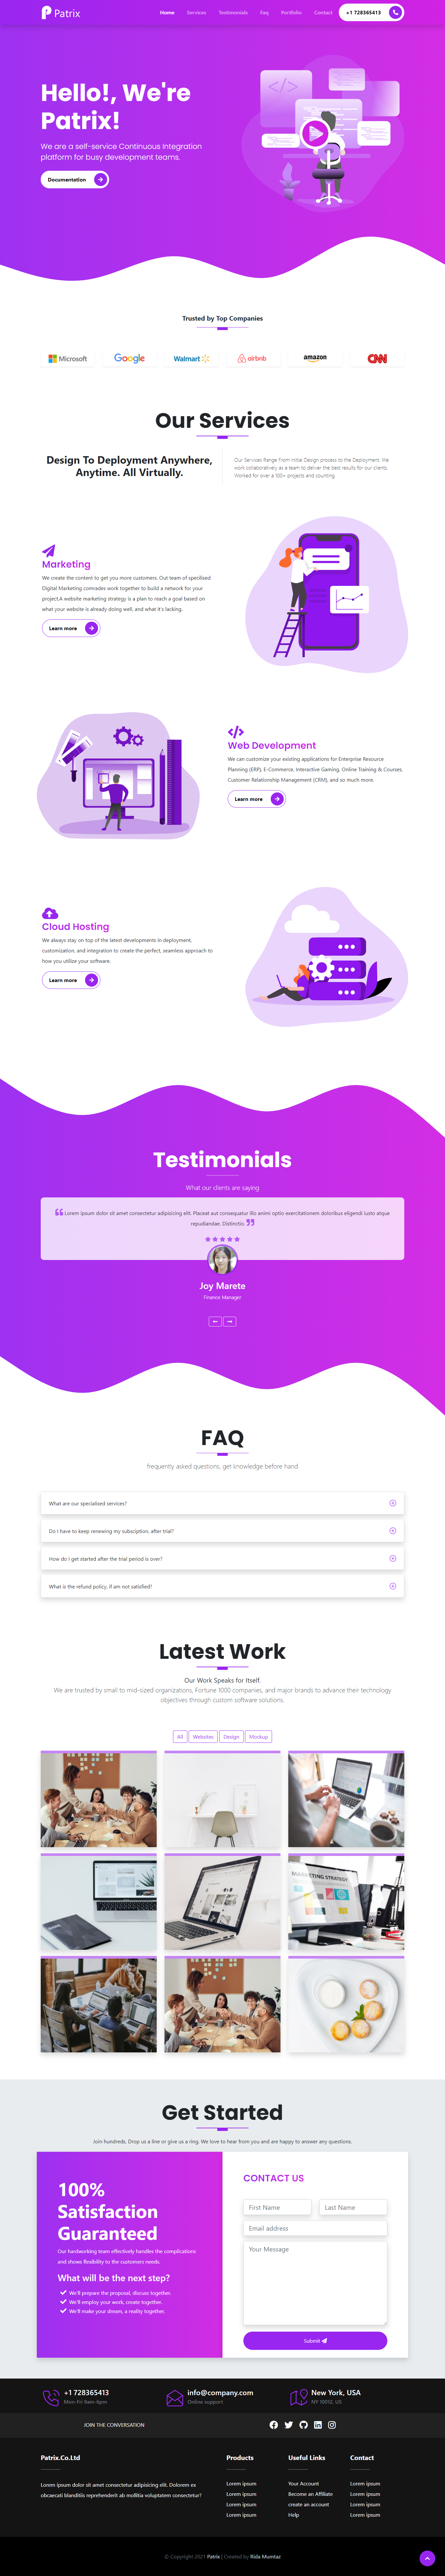 Patrix
Home
Services
Testimonials
Faq
Portfolio
Contact
+1 728365413
Hello!, We're
Patrix!
We are a self-service Continuous Integration
platform for busy development teams.
Documentation
Trusted by Top Companies
Microsoft
Google
Walmart
airbnb
amazon
CNN
Our Services
Design To Deployment Anywhere,
Anytime. All Virtually.
Our Services Range From Initial Design process to the Deployment. We
work collaboratively as a team to deliver the best results for our clients.
Worked for over a 100+ projects and counting.
Marketing
We create the content to get you more customers. Out team of specilised
Digital Marketing comrades work together to build a network for your
project.A website marketing strategy is a plan to reach a goal based on
what your website is already doing well, and what it's lacking.
Learn more
Web Development
We can customize your existing applications for Enterprise Resource
Planning (ERP), E-Commerce, Interactive Gaming, Online Training & Courses,
Customer Relationship Management (CRM), and so much more.
Learn more
Cloud Hosting
We always stay on top of the latest developments in deployment,
customization, and integration to create the perfect, seamless approach to
how you utilize your software.
Learn more
Testimonials
What our clients are saying
Lorem ipsum dolor sit amet consectetur adipisicing elit. Placeat aut consequatur illo animi optio exercitationem doloribus eligendi iusto atque
repudiandae. Distinctio.
Joy Marete
Finance Manager
FAQ
frequently asked questions, get knowledge before hand
What are our specialised services?
Do I have to keep renewing my subsciption, after trial?
How do I get started after the trial period is over?
What is the refund policy, if am not satisfied?
Latest Work
Our Work Speaks for Itself.
We are trusted by small to mid-sized organizations, Fortune 1000 companies, and major brands to advance their technology
objectives through custom software solutions.
All
Websites
Design
Mockup
MARKETING STRATEGY
Get Started
Join hundreds, Drop us a line or give us a ring. We love to hear from you and are happy to answer any questions.
100%
Satisfaction
Guaranteed
Our hardworking team effectively handles the complications
and shows flexibility to the customers needs.
What will be the next step?
We'll prepare the proposal, discuss together.
We'll employ your work, create together.
We'll make your dream, a reality together.
CONTACT US
First Name
Last Name
Email address
Your Message
Submit
+1 728365413
Mon-Fri 9am-6pm
info@company.com
Online support
New York, USA
NY 10012, US
JOIN THE CONVERSATION
Patrix.Co.Ltd
Lorem ipsum dolor sit amet consectetur adipisicing elit. Dolorem ex
obcaecati blanditiis reprehenderit ab mollitia voluptatem consectetur?
Products
Lorem ipsum
Lorem ipsum
Lorem ipsum
Lorem ipsum
Useful Links
Your Account
Become an Affiliate
create an account
Help
Contact
Lorem ipsum
Lorem ipsum
Lorem ipsum
Lorem ipsum
© Copyright 2021 Patrix | Created by Rida Mumtaz